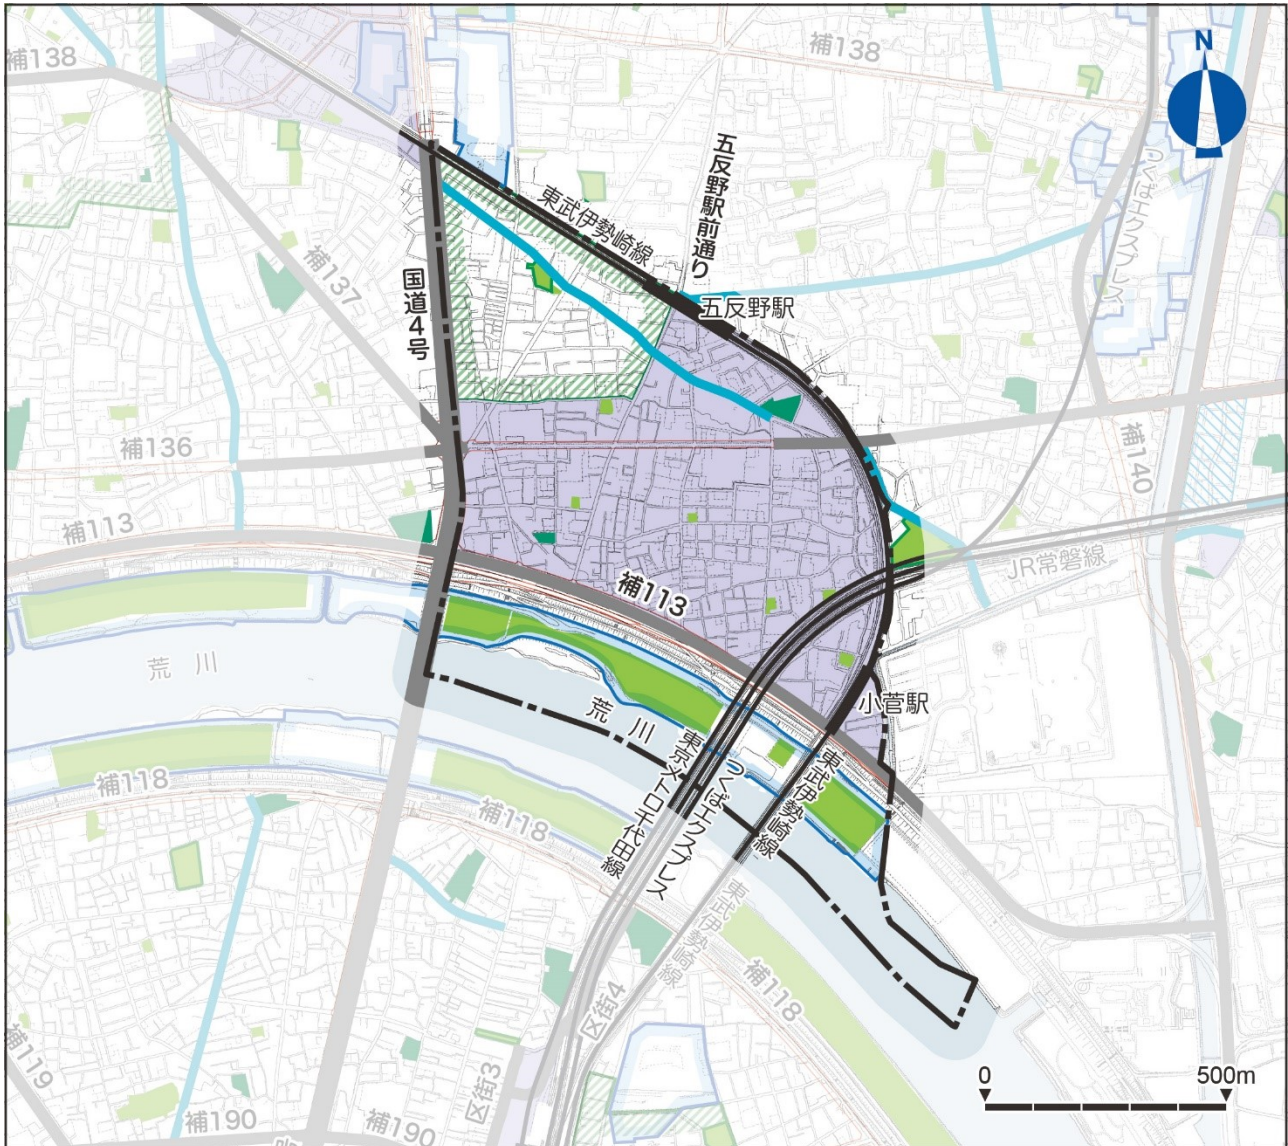 補138
補138
N
つくばエクスプレス
五反野駅前通り
東武伊勢崎線
補137
国道4号
五反野駅
補136
補140
補113
JR常磐線
補113
荒 川
小菅駅
荒 川
補118
補118
東京メトロ千代田線
つくばエクスプレス
東武伊勢崎線
東武伊勢崎線
補118
区街4
区街3
補119
補190
補190
0
500m